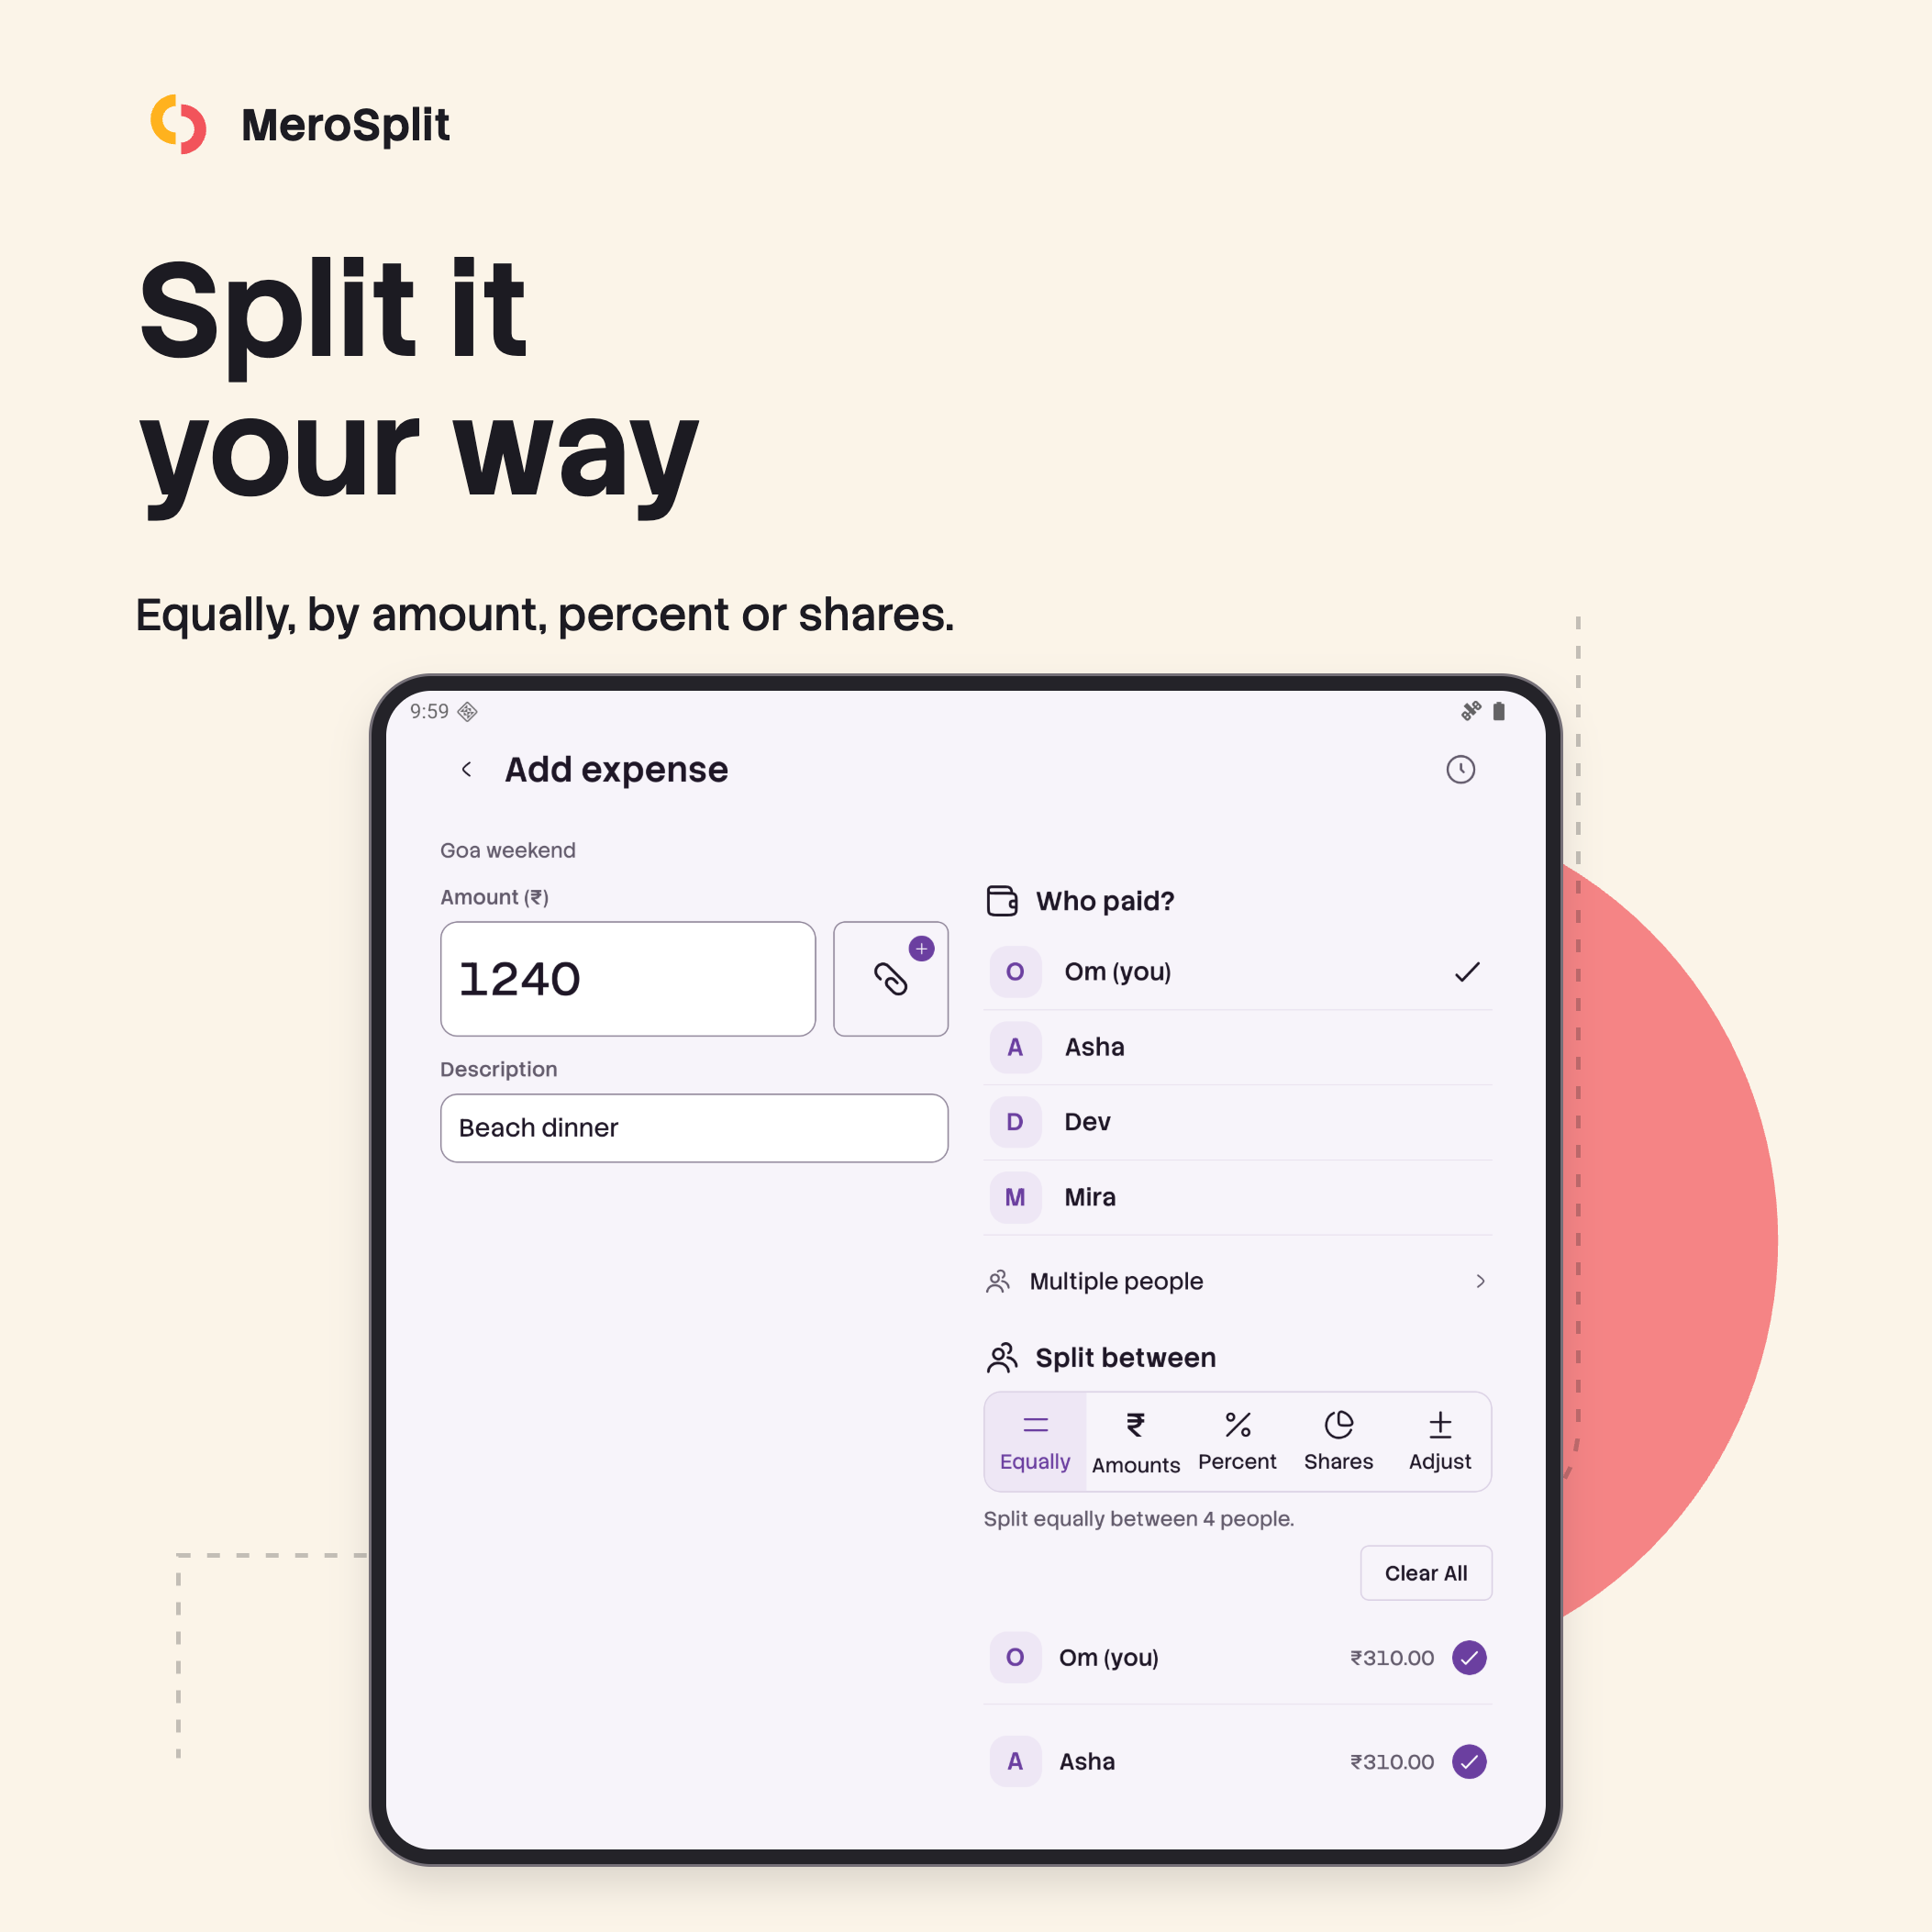 MeroSplit
Split it
your way
Equally, by amount, percent or shares.
9:59
Add expense
Goa weekend
Amount (₹)
1240
Description
Beach dinner
Who paid?
O Om (you)
A Asha
D Dev
M Mira
Multiple people
Split between
₹ %
Equally Amounts Percent Shares Adjust
Split equally between 4 people.
Clear All
O Om (you) ₹310.00
A Asha ₹310.00